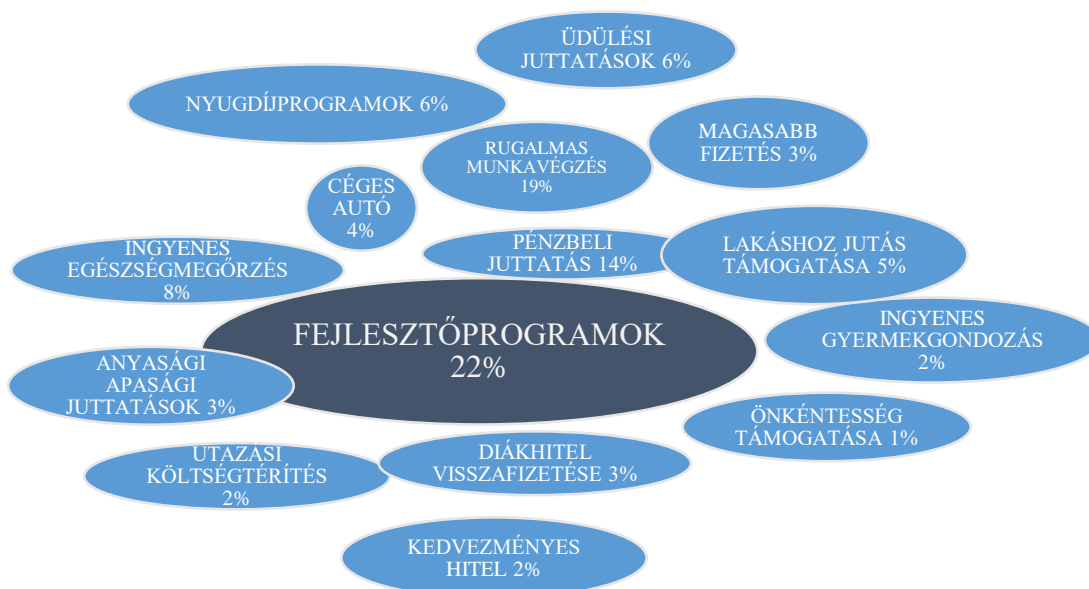 ÜDÜLÉSI
JUTTATÁSOK 6%
NYUGDÍJPROGRAMOK 6%
MAGASABB
FIZETÉS 3%
RUGALMAS
MUNKAVÉGZÉS
19%
CÉGES
AUTÓ
4%
PÉNZBELI
JUTTATÁS 14%
LAKÁSHOZ JUTÁS
TÁMOGATÁSA 5%
INGYENES
EGÉSZSÉGMEGŐRZÉS
8%
FEJLESZTŐPROGRAMOK
22%
INGYENES
GYERMEKGONDOZÁS
2%
ANYASÁGI
APASÁGI
JUTTATÁSOK 3%
ÖNKÉNTESSÉG
TÁMOGATÁSA 1%
UTAZÁSI
KÖLTSÉGTÉRÍTÉS
2%
DIÁKHITEL
VISSZAFIZETÉSE 3%
KEDVEZMÉNYES
HITEL 2%